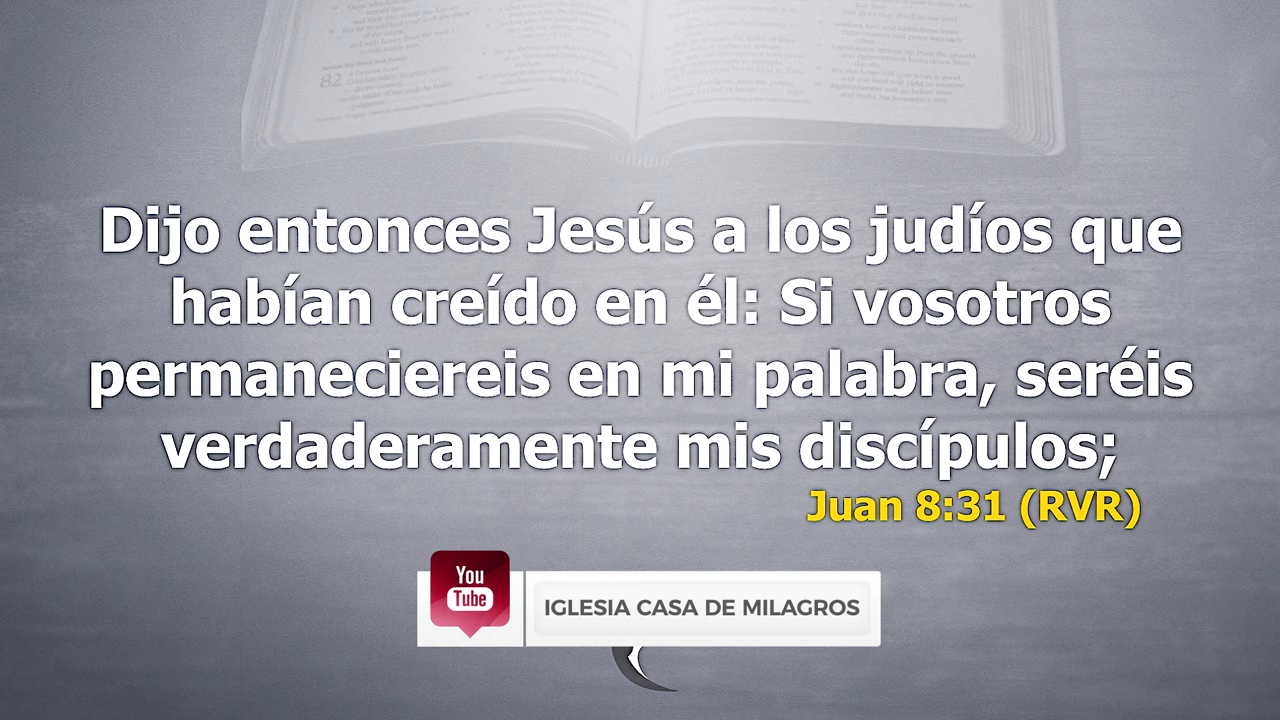 82
Dijo entonces Jesús a los judíos que
habían creído en él: Si vosotros
permaneciereis en mi palabra, seréis
verdaderamente mis discípulos;
Juan 8:31 (RVR)
You
Tube
IGLESIA CASA DE MILAGROS